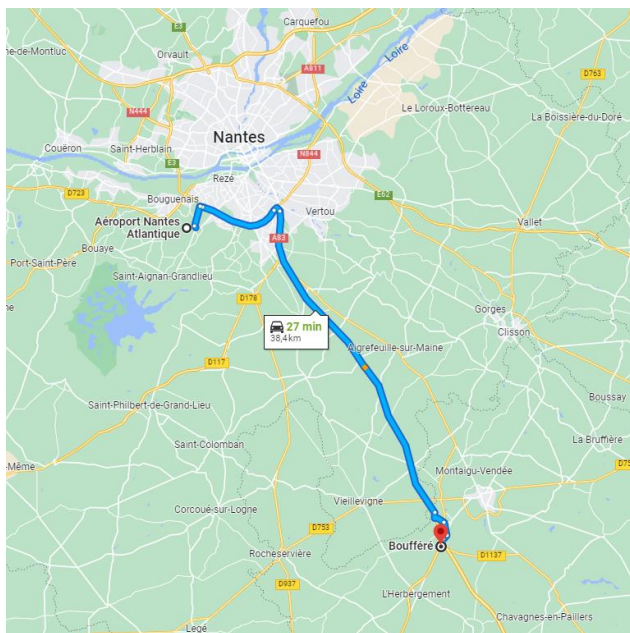 Carquefou
E3
ne-de-Montluc
Orvault
A811
Loire
D763
N444
Loire
Le Loroux-Bottereau
La Boissière-du-Doré
Nantes
Couëron
Saint-Herblain
N844
E3
Rezé
D723
Bouguenais
Vertou
E62
Aéroport Nantes
Atlantique
Vallet
Bouaye
A83
Port-Saint-Père
Saint-Aignan-Grandlieu
D178
Gorges
27 min
38,4km
Clisson
Aigrefeuille-sur-Maine
D117
Boussay
Saint-Philbert-de-Grand-Lieu
Saint-Colomban
La Bruffière
-Même
Montaigu-Vendée
D75
Vieillevigne
Corcoué-sur-Logne
D753
Boufféré
Rocheservière
D1137
D937
L'Herbergement
Chavagnes-en-Paillers
Legé